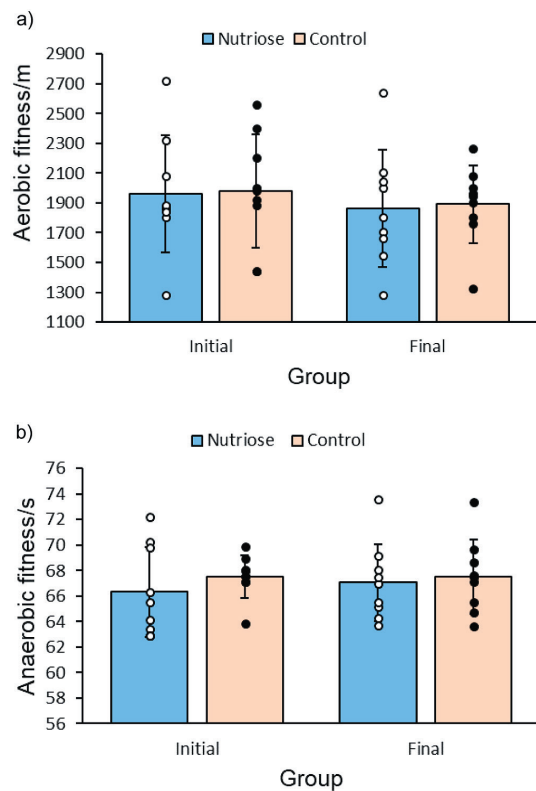 a)
Nutriose Control
2900
2700
2500
2300
2100
1900
1700
1500
1300
1100
Aerobic fitness/m
Initial Final
Group
b)
Nutriose Control
76
74
72
70
68
66
64
62
60
58
56
Anaerobic fitness/s
Initial Final
Group